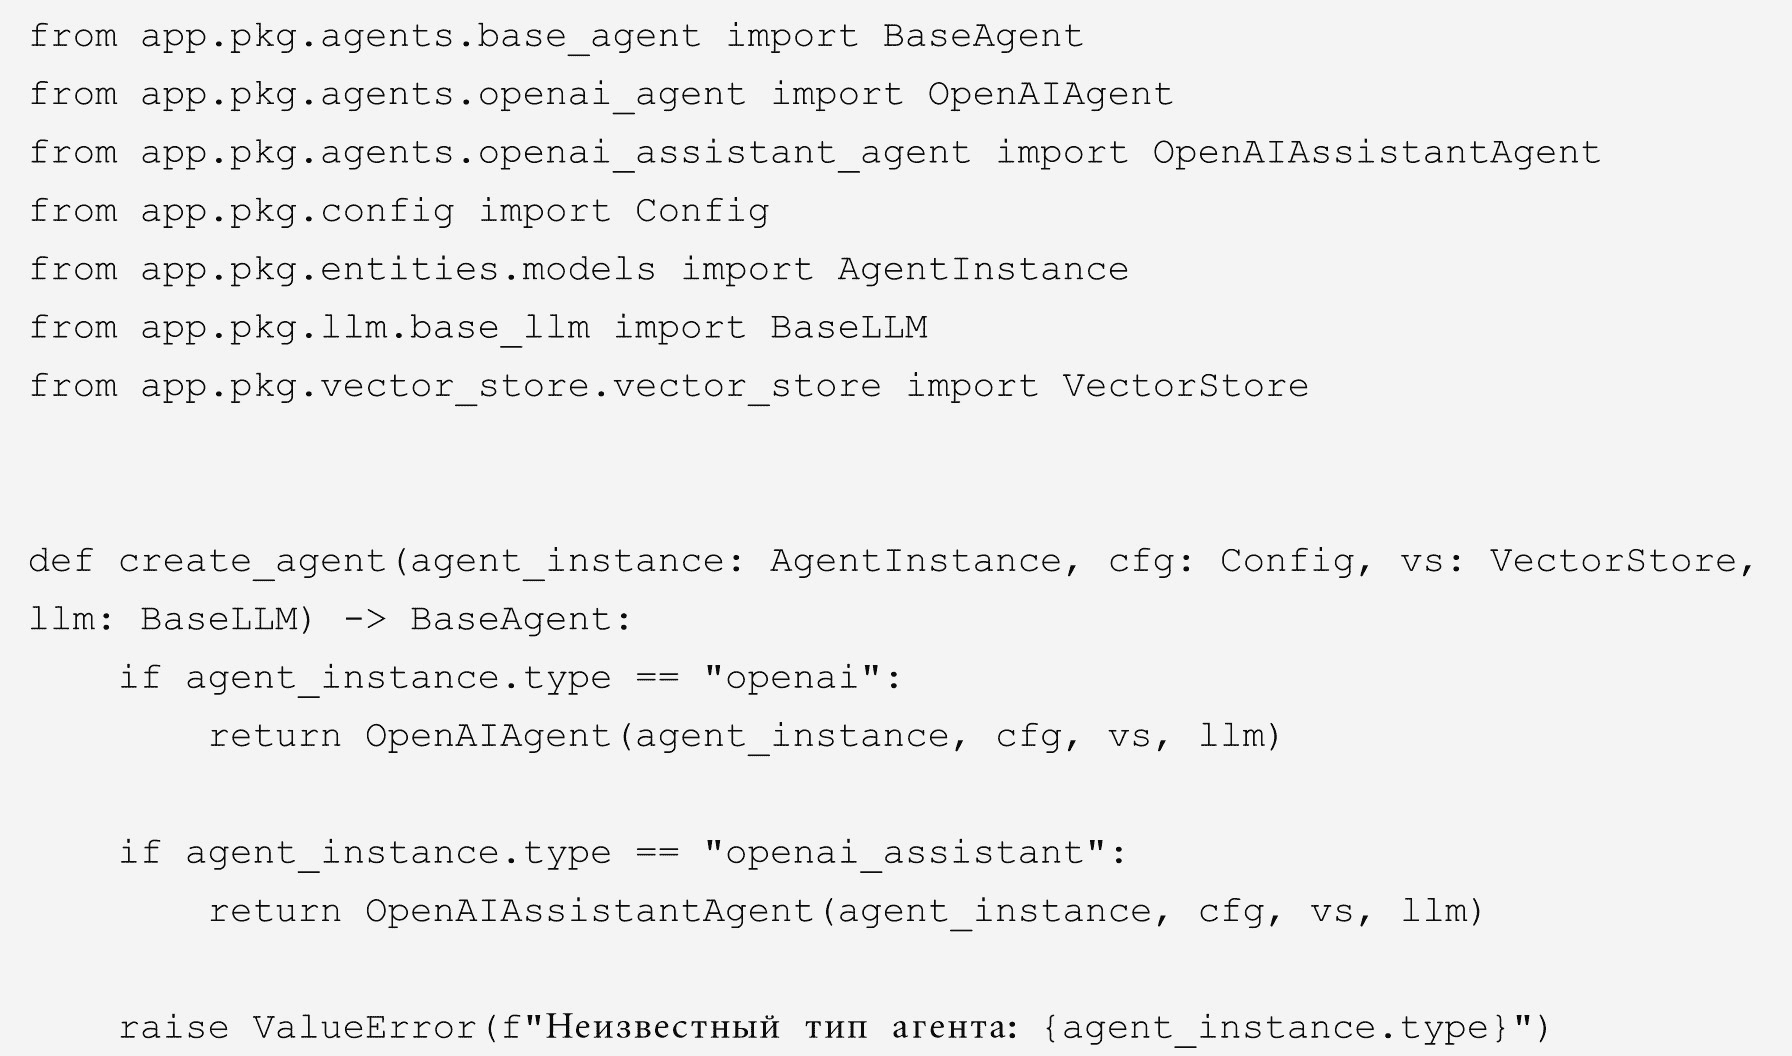 from app.pkg.agents.base_agent import BaseAgent
from app.pkg.agents.openai_agent import OpenAIAgent
from app.pkg.agents.openai_assistant_agent import OpenAIAssistantAgent
from app.pkg.config import Config
from app.pkg.entities.models import AgentInstance
from app.pkg.llm.base_llm import BaseLLM
from app.pkg.vector_store.vector_store import VectorStore
def create_agent(agent_instance: AgentInstance, cfg: Config, vs: VectorStore,
llm: BaseLLM) -> BaseAgent:
    if agent_instance.type == "openai":
        return OpenAIAgent(agent_instance, cfg, vs, llm)
    if agent_instance.type == "openai_assistant":
        return OpenAIAssistantAgent(agent_instance, cfg, vs, llm)
    raise ValueError(f"Неизвестный тип агента: {agent_instance.type}")